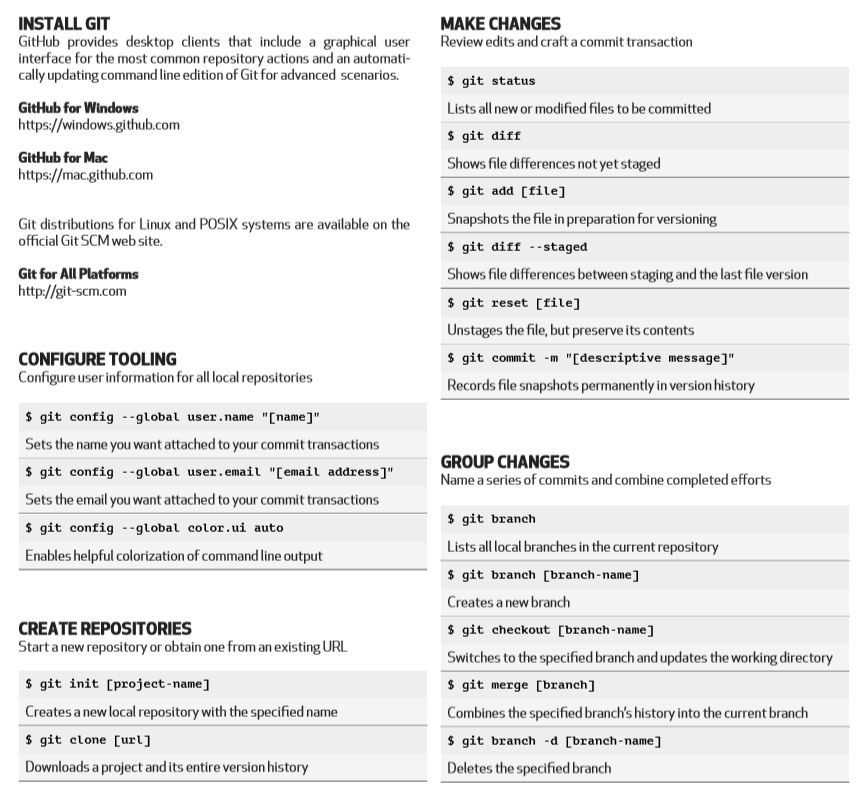 INSTALL GIT
GitHub provides desktop clients that include a graphical user
interface for the most common repository actions and an automati-
cally updating command line edition of Git for advanced scenarios.
GitHub for Windows
https://windows.github.com
GitHub for Mac
https://mac.github.com
Git distributions for Linux and POSIX systems are available on the
official Git SCM web site.
Git for All Platforms
http://git-scm.com
CONFIGURE TOOLING
Configure user information for all local repositories
$ git config --global user.name "[name]"
Sets the name you want attached to your commit transactions
$ git config --global user.email "[email address]"
Sets the email you want attached to your commit transactions
$ git config --global color.ui auto
Enables helpful colorization of command line output
CREATE REPOSITORIES
Start a new repository or obtain one from an existing URL
$ git init [project-name]
Creates a new local repository with the specified name
$ git clone [url]
Downloads a project and its entire version history
MAKE CHANGES
Review edits and craft a commit transaction
$ git status
Lists all new or modified files to be committed
$ git diff
Shows file differences not yet staged
$ git add [file]
Snapshots the file in preparation for versioning
$ git diff --staged
Shows file differences between staging and the last file version
$ git reset [file]
Unstages the file, but preserve its contents
$ git commit -m "[descriptive message]"
Records file snapshots permanently in version history
GROUP CHANGES
Name a series of commits and combine completed efforts
$ git branch
Lists all local branches in the current repository
$ git branch [branch-name]
Creates a new branch
$ git checkout [branch-name]
Switches to the specified branch and updates the working directory
$ git merge [branch]
Combines the specified branch's history into the current branch
$ git branch -d [branch-name]
Deletes the specified branch